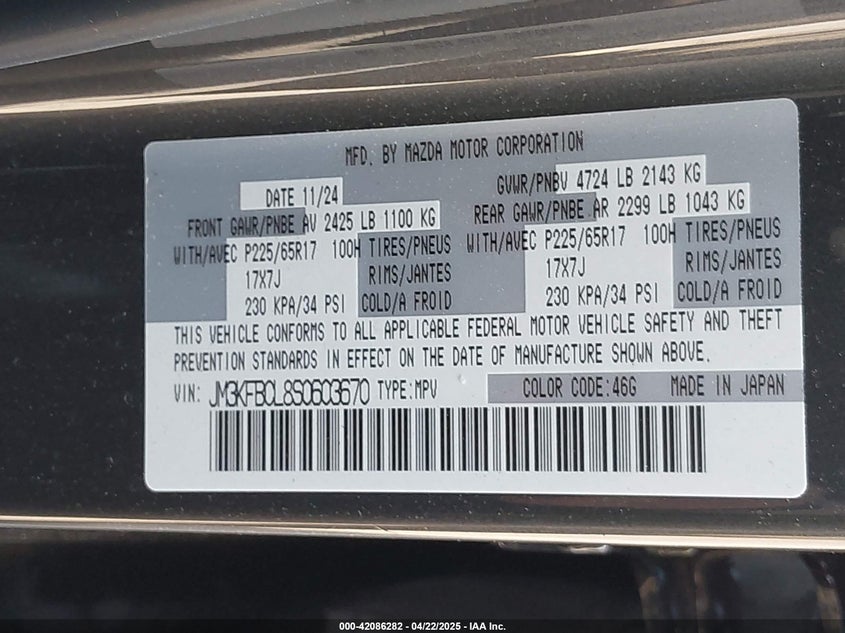 MFD. BY MAZDA MOTOR CORPORATION
DATE 11/24
GVWR/PNBV 4724 LB 2143 KG
FRONT GAWR/PNBE AV 2425 LB 1100 KG
REAR GAWR/PNBE AR 2299 LB 1043 KG
WITH/AVEC P225/65R17 100H TIRES/PNEUS
WITH/AVEC P225/65R17 100H TIRES/PNEUS
17X7J RIMS/JANTES
17X7J RIMS/JANTES
230 KPA/34 PSI COLD/A FROID
230 KPA/34 PSI COLD/A FROID
THIS VEHICLE CONFORMS TO ALL APPLICABLE FEDERAL MOTOR VEHICLE SAFETY AND THEFT
PREVENTION STANDARDS IN EFFECT ON THE DATE OF MANUFACTURE SHOWN ABOVE.
VIN: JM3KFBCL8S0603670 TYPE:MPV COLOR CODE:46G MADE IN JAPAN
000-42086282 - 04/22/2025 - IAA Inc.